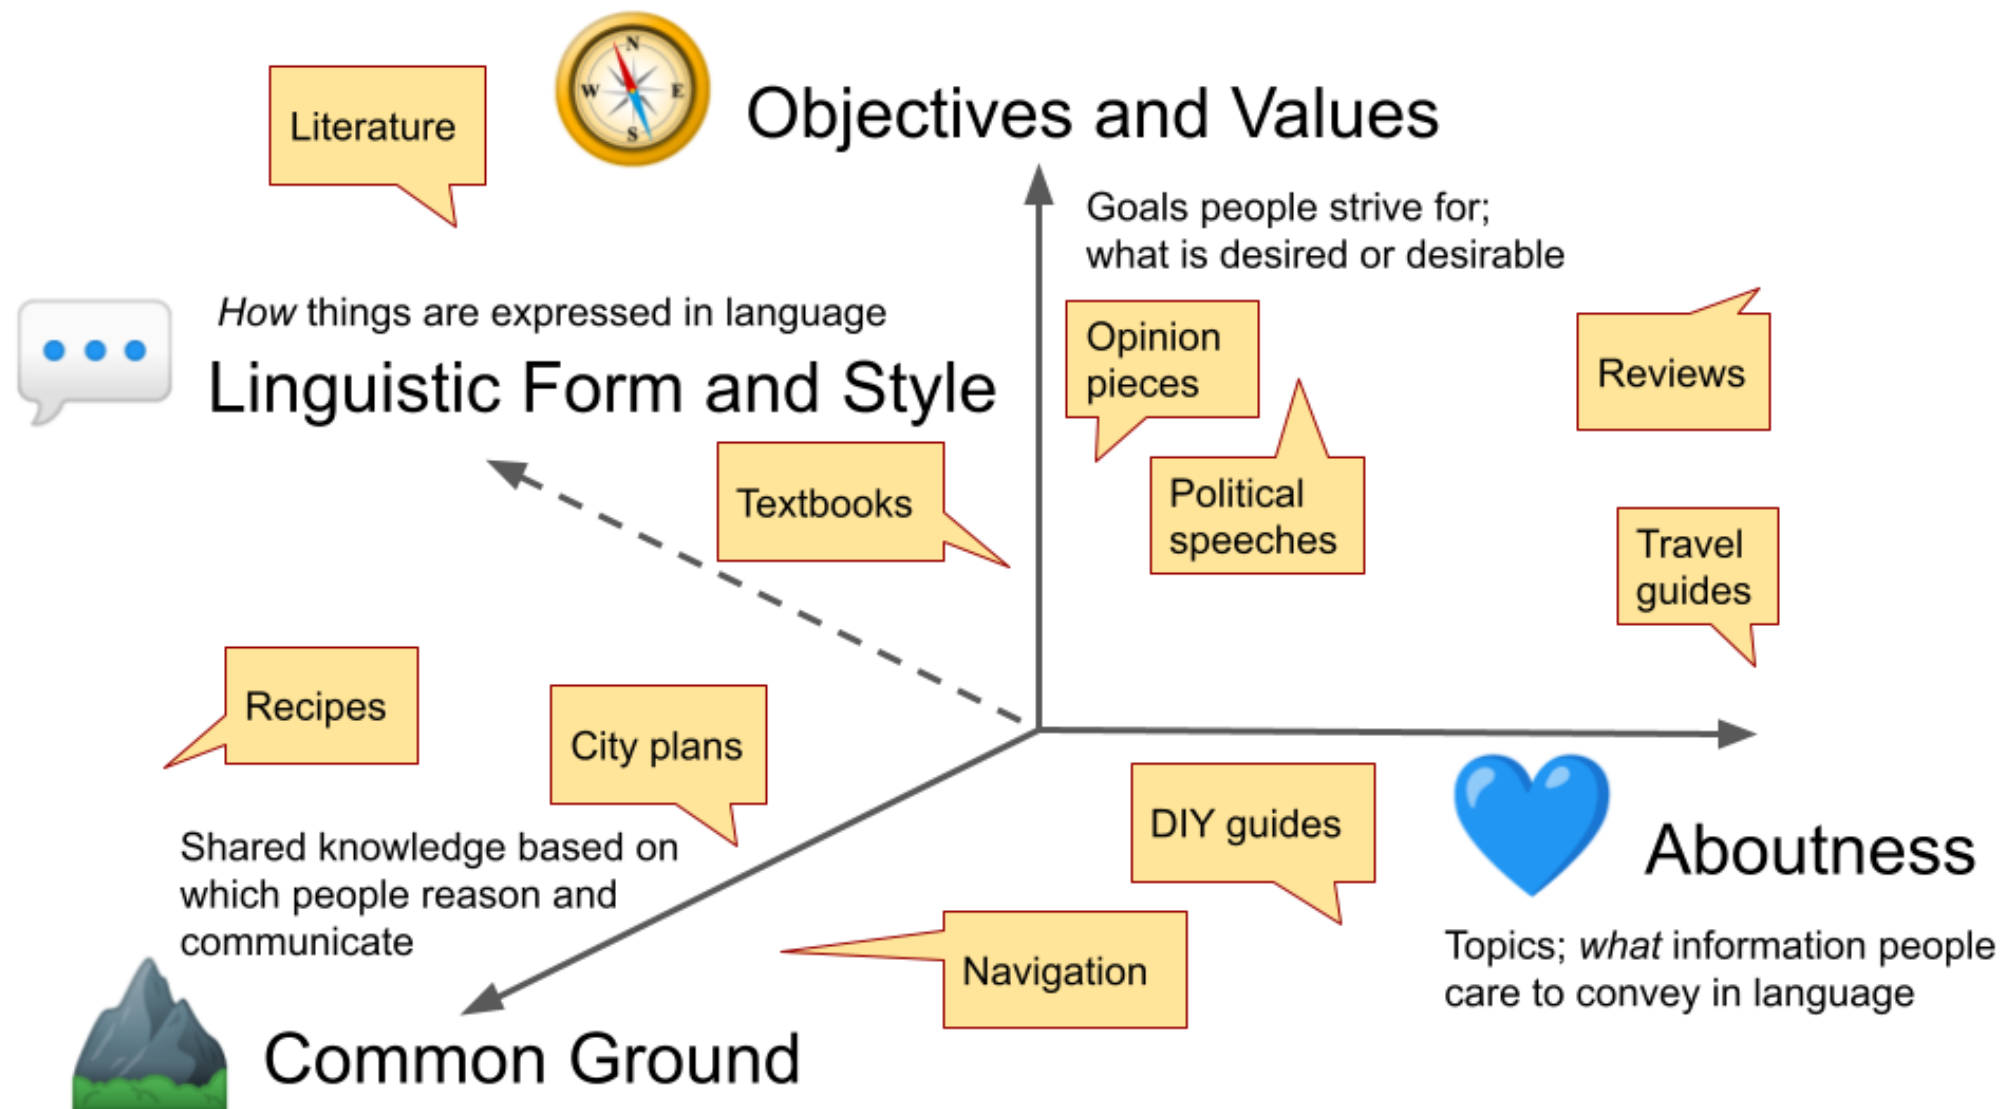 N
W
E
S
Literature
Objectives and Values
Goals people strive for;
what is desired or desirable
How things are expressed in language
Linguistic Form and Style
Opinion
pieces
Reviews
Textbooks
Political
speeches
Travel
guides
Recipes
City plans
DIY guides
Aboutness
Topics; what information people
care to convey in language
Shared knowledge based on
which people reason and
communicate
Navigation
Common Ground